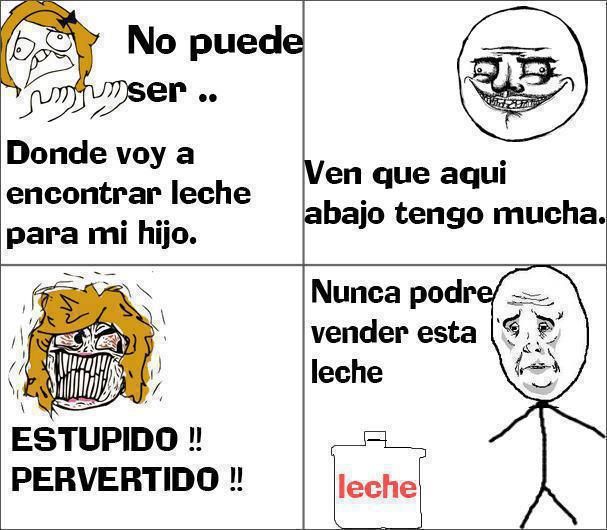 No puede
ser ..
Donde voy a
encontrar leche
para mi hijo.
Ven que aqui
abajo tengo mucha.
ESTUPIDO !!
PERVERTIDO !!
Nunca podre
vender esta
leche
leche